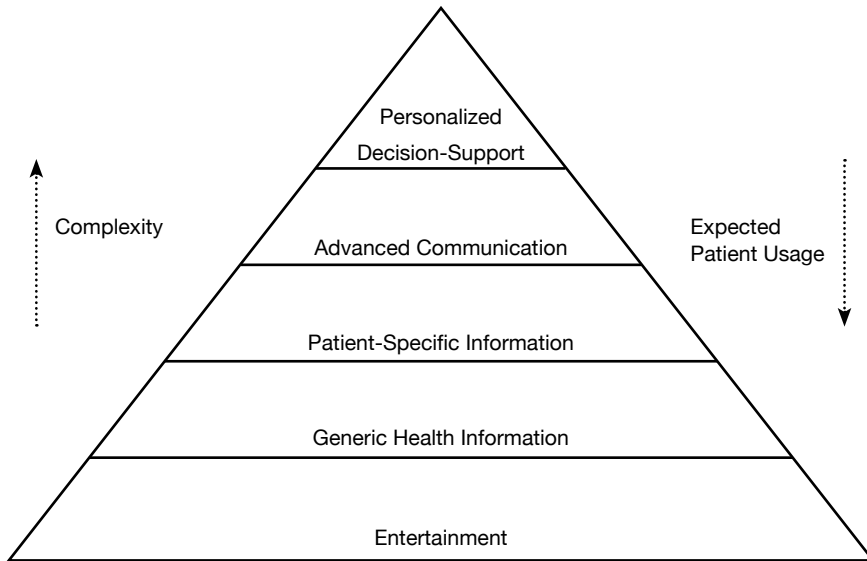 Personalized
Decision-Support
Complexity
Expected
Patient Usage
Advanced Communication
Patient-Specific Information
Generic Health Information
Entertainment